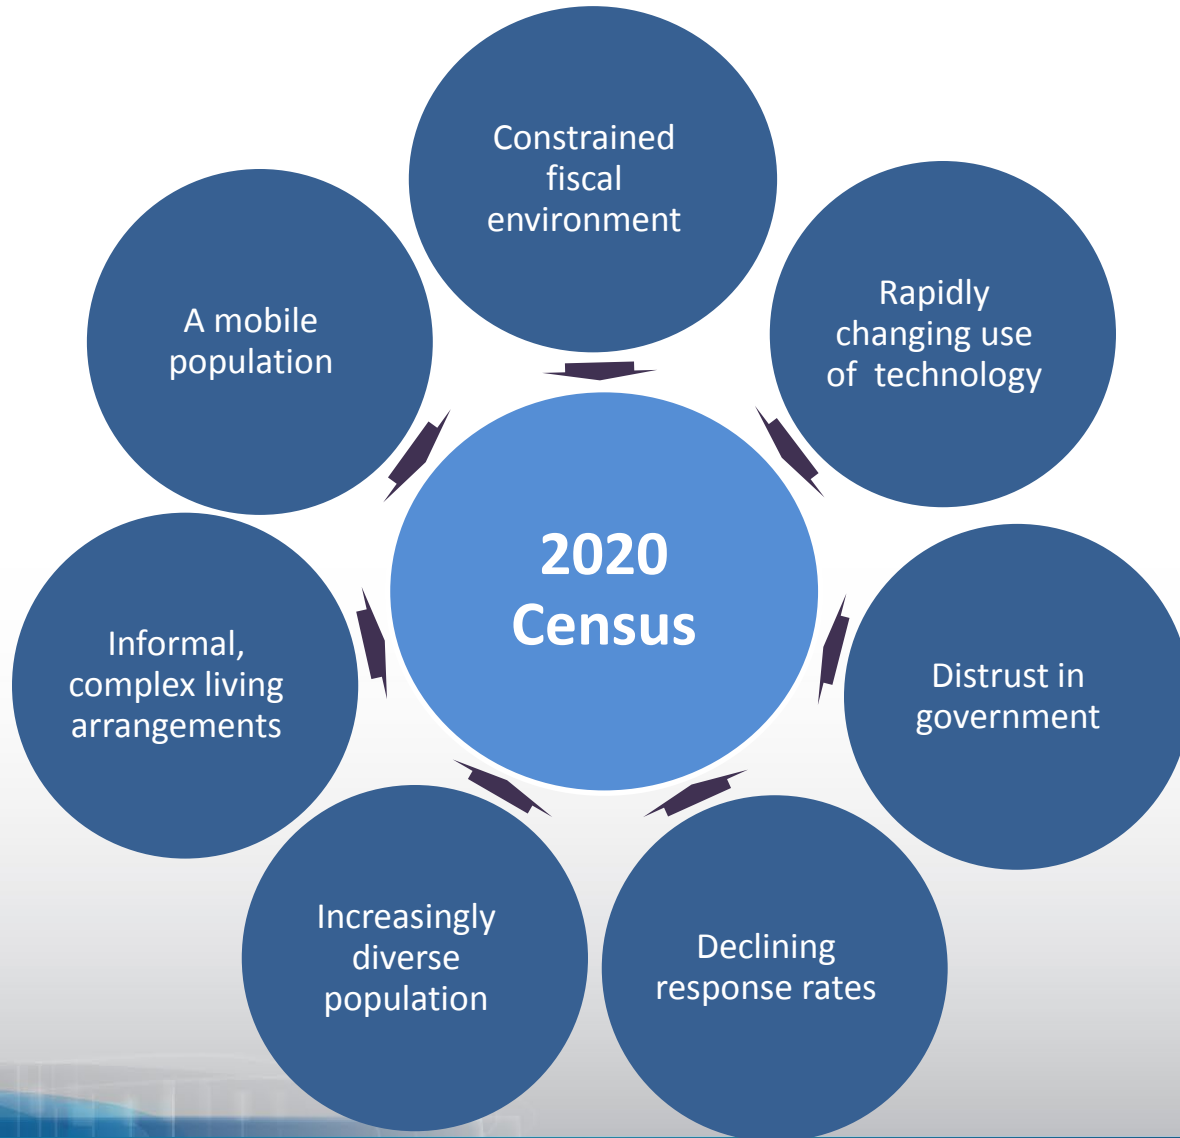 Constrained
fiscal
environment
Rapidly
changing use
of technology
Distrust in
government
Declining
response rates
Increasingly
diverse
population
Informal,
complex living
arrangements
A mobile
population
2020
Census